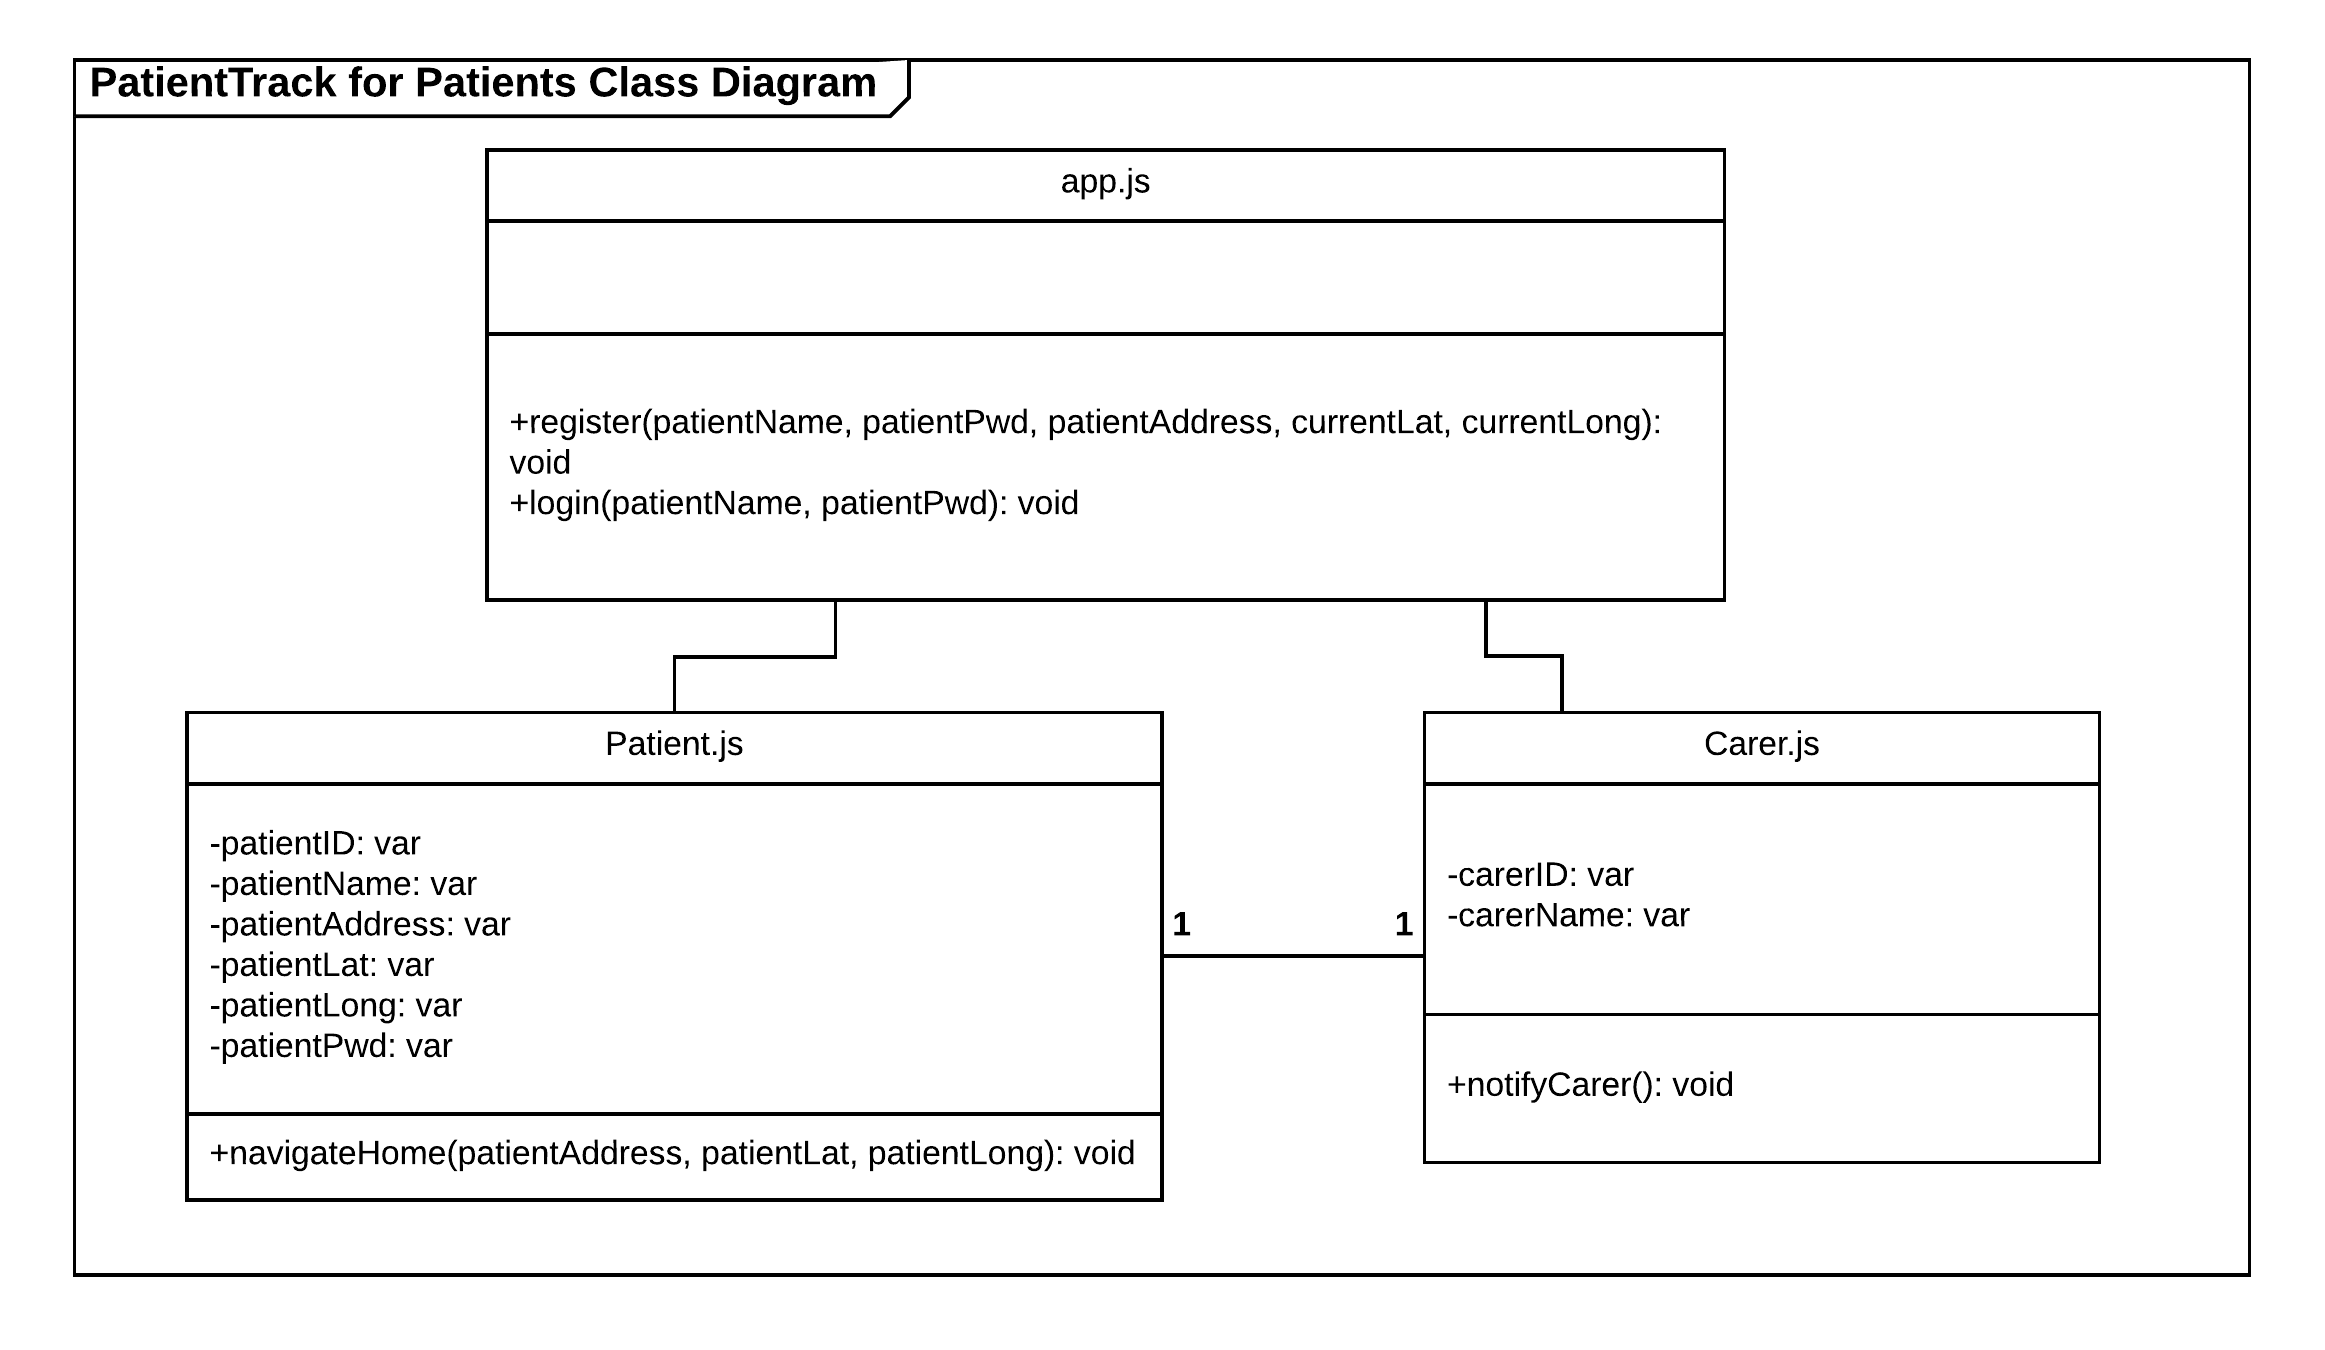 PatientTrack for Patients Class Diagram
app.js
+register(patientName, patientPwd, patientAddress, currentLat, currentLong):
void
+login(patientName, patientPwd): void
Patient.js
-patientID: var
-patientName: var
-patientAddress: var
-patientLat: var
-patientLong: var
-patientPwd: var
+navigateHome(patientAddress, patientLat, patientLong): void
1
1
Carer.js
-carerID: var
-carerName: var
+notifyCarer(): void